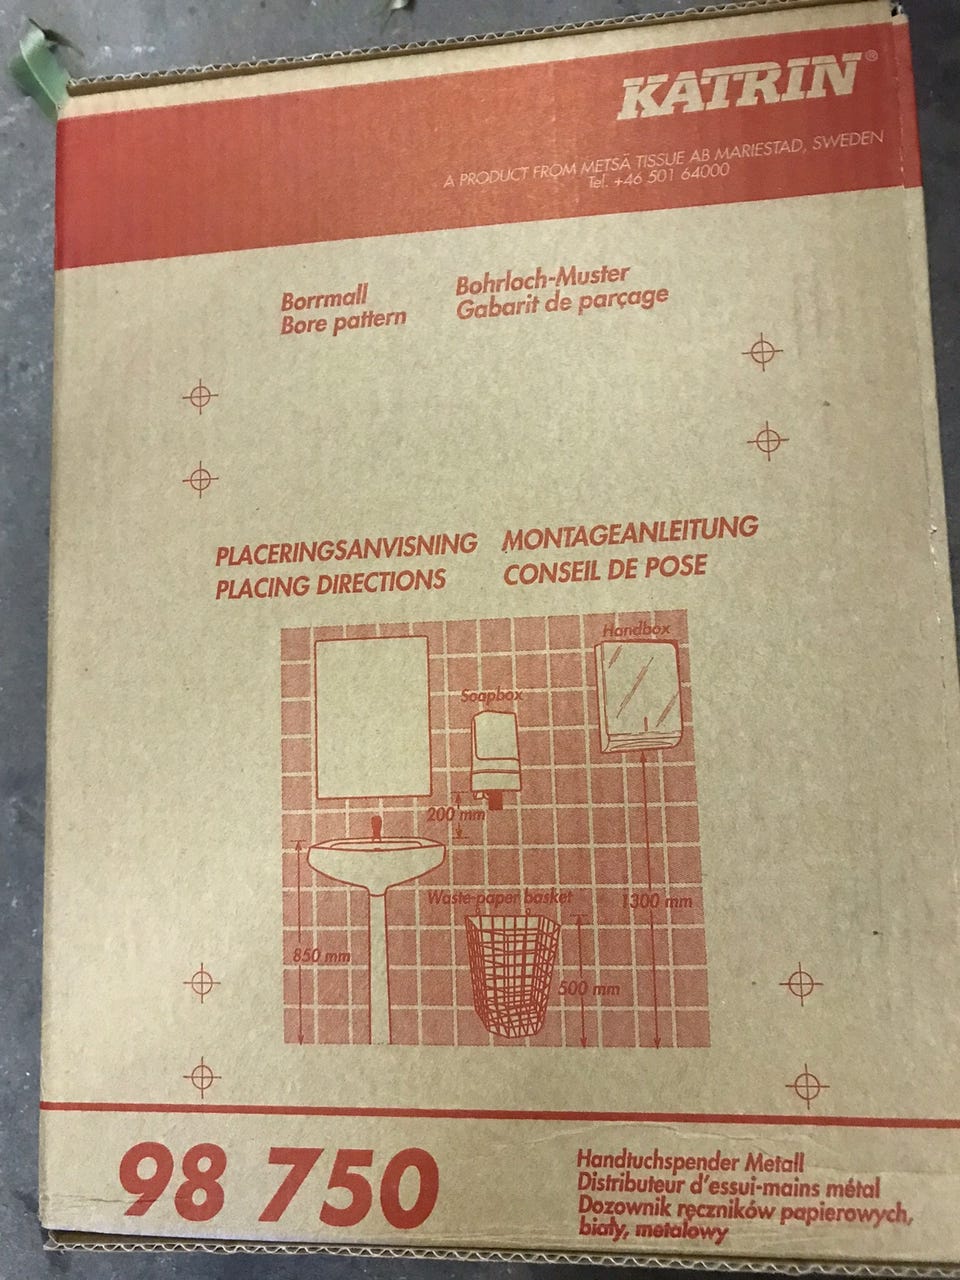 KATRIN®
A PRODUCT FROM METSÄ TISSUE AB MARIESTAD, SWEDEN
Tel. +46 501 64000
Borrmall
Bore pattern
Bohrloch-Muster
Gabarit de parçage
PLACERINGSANVISNING
PLACING DIRECTIONS
MONTAGEANLEITUNG
CONSEIL DE POSE
Handbox
Soapbox
200 mm
Waste-paper basket
1300 mm
850 mm
500 mm
98 750
Handtuchspender Metall
Distributeur d'essui-mains métal
Dozownik ręczników papierowych,
biały, metalowy